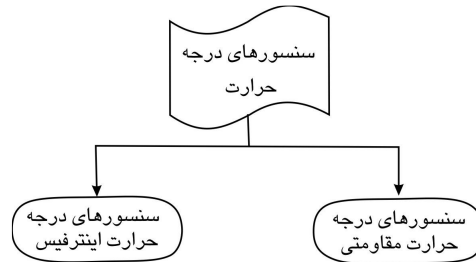 سنسورهای درجه
حرارت
سنسورهای درجه
حرارت مقاومتی
سنسورهای درجه
حرارت اینترفیس